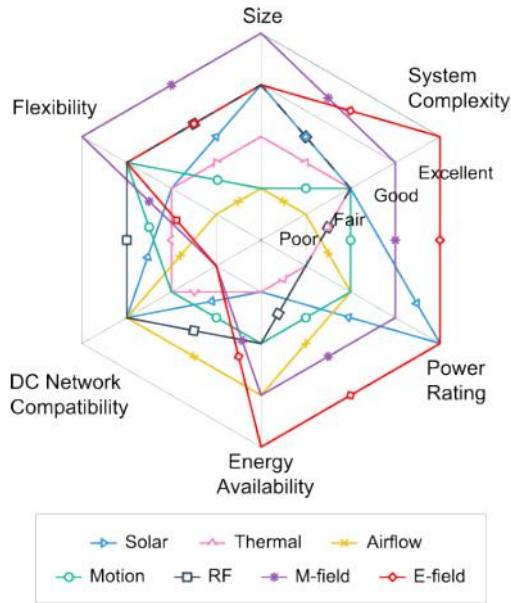 Size
System
Complexity
Flexibility
Excellent
Good
Fair
Poor
DC Network
Compatibility
Power
Rating
Energy
Availability
Solar Thermal Airflow
Motion RF M-field E-field